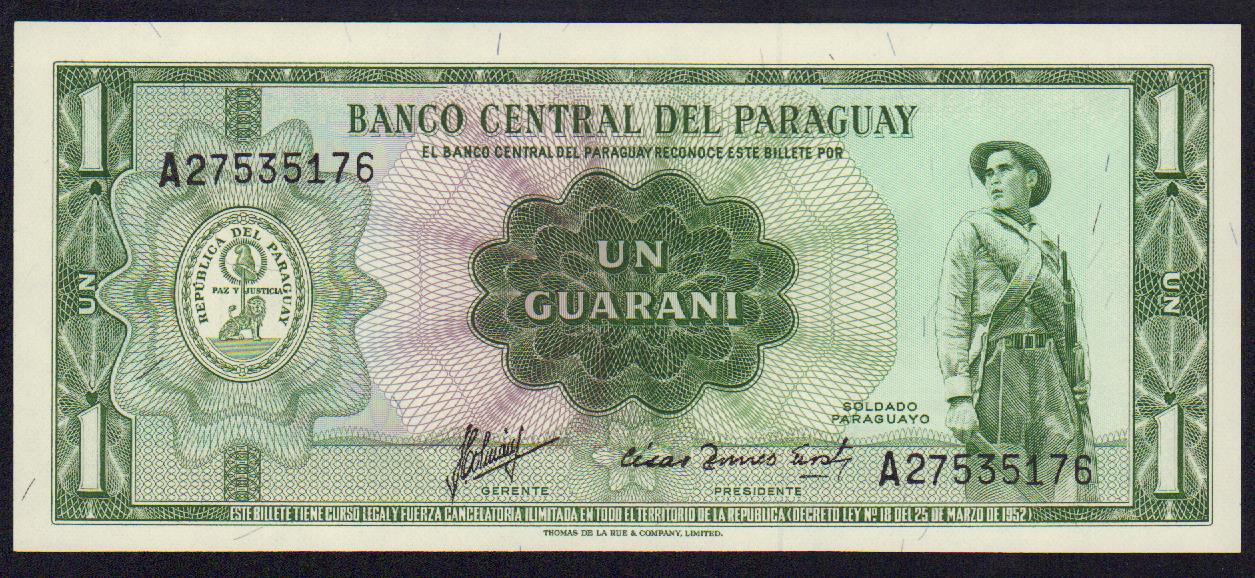 1
1
BANCO CENTRAL DEL PARAGUAY
EL BANCO CENTRAL DEL PARAGUAY RECONOCE ESTE BILLETE POR
A27535176
UN
GUARANI
REPÚBLICA DEL PARAGUAY
PAZ Y JUSTICIA
UN
UN
SOLDADO
PARAGUAYO
1
1
A27535176
GERENTE
PRESIDENTE
ESTE BILLETE TIENE CURSO LEGAL Y FUERZA CANCELATORIA ILIMITADA EN TODO EL TERRITORIO DE LA REPUBLICA (DECRETO LEY Nº 18 DEL 25 DE MARZO DE 1952)
THOMAS DE LA RUE & COMPANY, LIMITED.